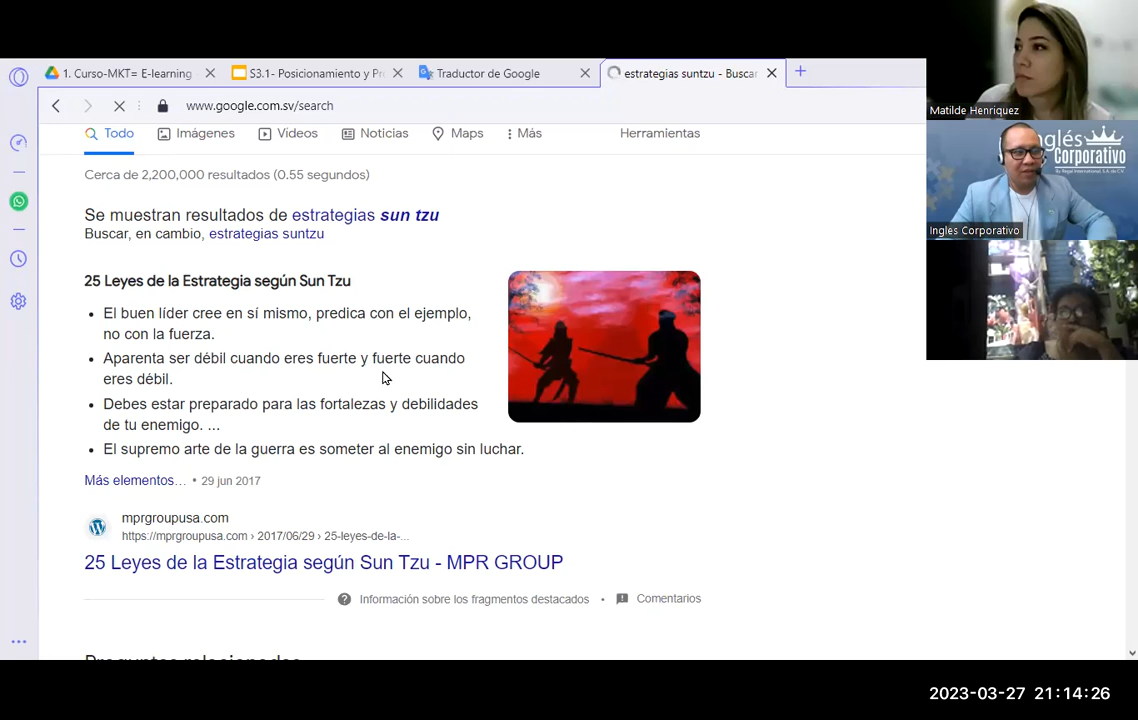 1. Curso-MKT= E-learning
S3.1- Posicionamiento y Pr
Traductor de Google
estrategias suntzu - Buscar
www.google.com.sv/search
Todo
Imágenes
Videos
Noticias
Maps
Más
Herramientas
Cerca de 2,200,000 resultados (0.55 segundos)
Se muestran resultados de estrategias sun tzu
Buscar, en cambio, estrategias suntzu
25 Leyes de la Estrategia según Sun Tzu
• El buen líder cree en sí mismo, predica con el ejemplo,
no con la fuerza.
• Aparenta ser débil cuando eres fuerte y fuerte cuando
eres débil.
• Debes estar preparado para las fortalezas y debilidades
de tu enemigo. ...
• El supremo arte de la guerra es someter al enemigo sin luchar.
Más elementos... • 29 jun 2017
mprgroupusa.com
https://mprgroupusa.com › 2017/06/29 › 25-leyes-de-la-...
25 Leyes de la Estrategia según Sun Tzu - MPR GROUP
Información sobre los fragmentos destacados
• Comentarios
Preguntas relacionadas
Matilde Henriquez
Inglés
Corporativo
By Regal International, S.A. de C.V.
Ingles Corporativo
2023-03-27 21:14:26